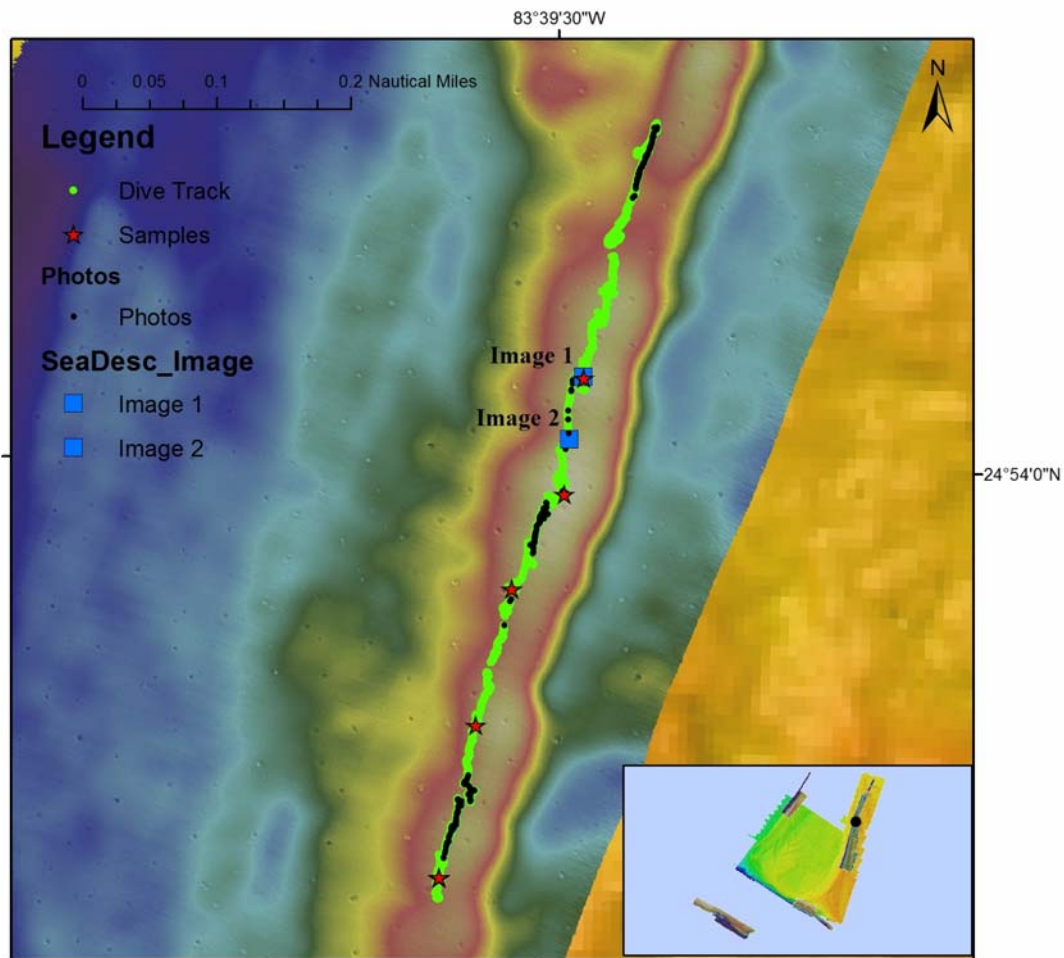 83°39'30"W
0 0.05 0.1 0.2 Nautical Miles
N
Legend
Dive Track
Samples
Photos
Photos
SeaDesc_Image
Image 1
Image 2
Image 1
Image 2
24°54'0"N